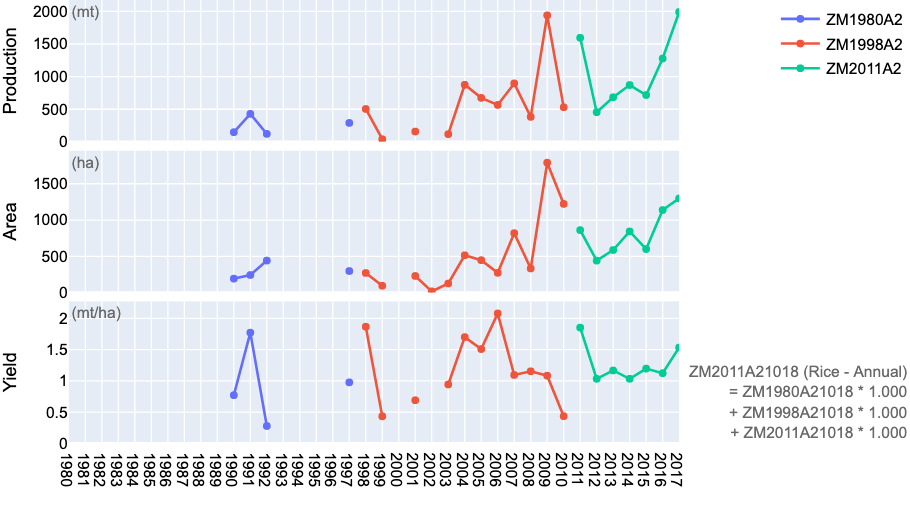 Production
(mt)
2000
1500
1000
500
0
Area
(ha)
1500
1000
500
0
Yield
(mt/ha)
2
1.5
1
0.5
0
1980 1981 1982 1983 1984 1985 1986 1987 1988 1989 1990 1991 1992 1993 1994 1995 1996 1997 1998 1999 2000 2001 2002 2003 2004 2005 2006 2007 2008 2009 2010 2011 2012 2013 2014 2015 2016 2017
ZM1980A2
ZM1998A2
ZM2011A2
ZM2011A21018 (Rice - Annual)
= ZM1980A21018 * 1.000
+ ZM1998A21018 * 1.000
+ ZM2011A21018 * 1.000